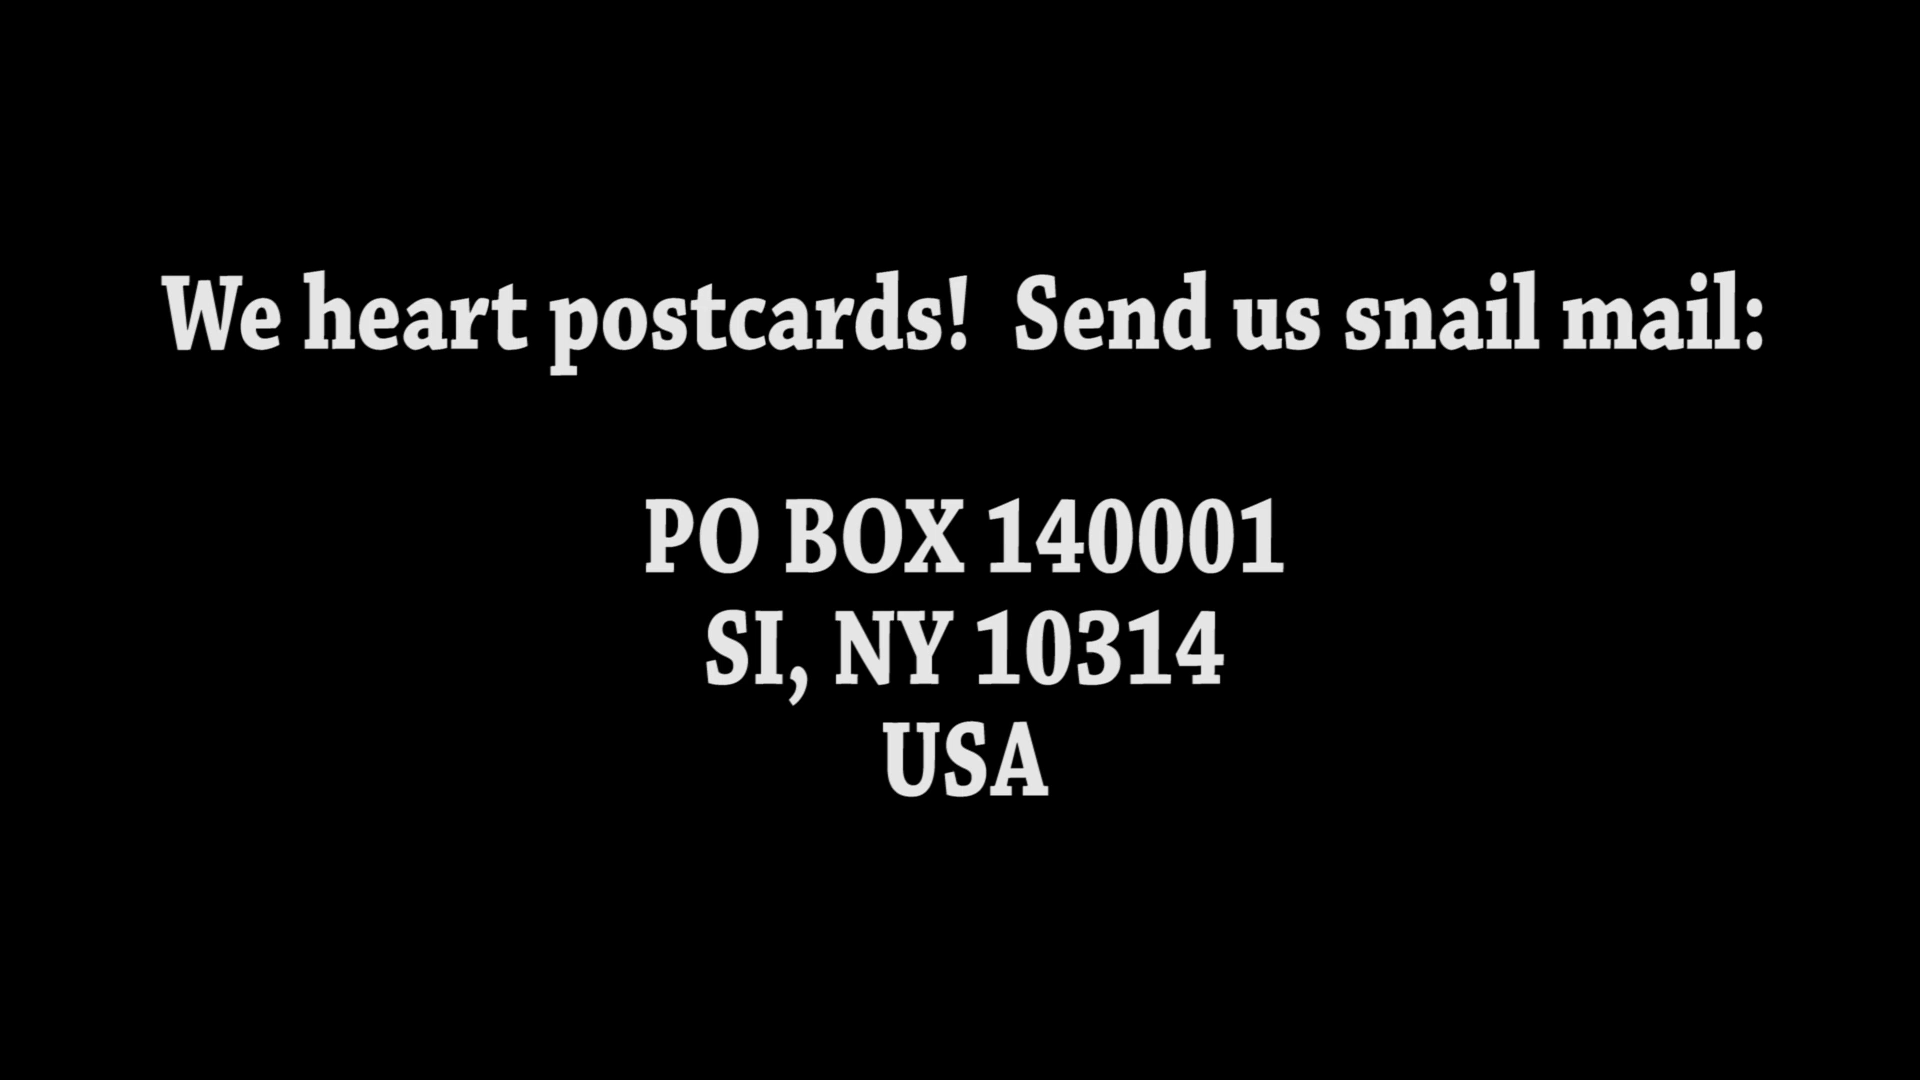 We heart postcards!  Send us snail mail:
PO BOX 140001
SI, NY 10314
USA